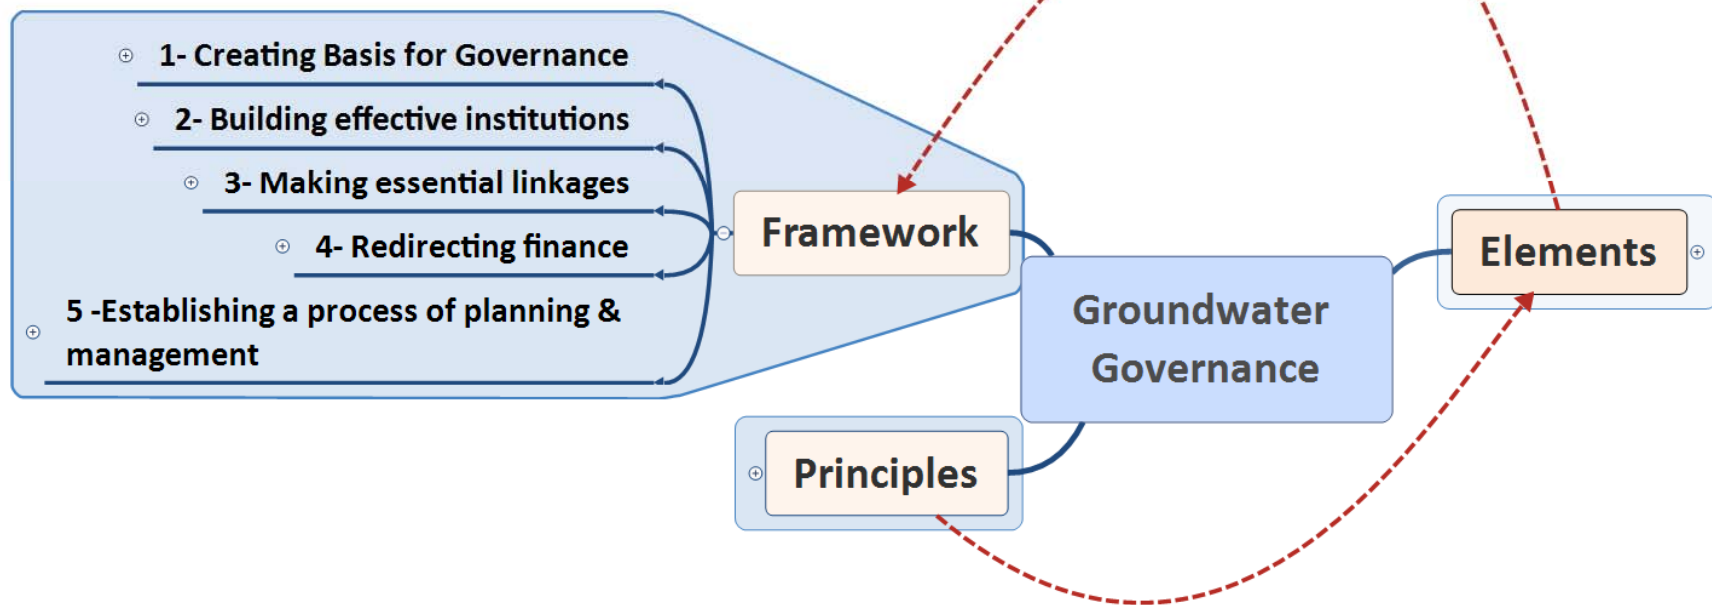 1- Creating Basis for Governance
2- Building effective institutions
3- Making essential linkages
4- Redirecting finance
5 -Establishing a process of planning &
management
Framework
Groundwater
Governance
Elements
Principles